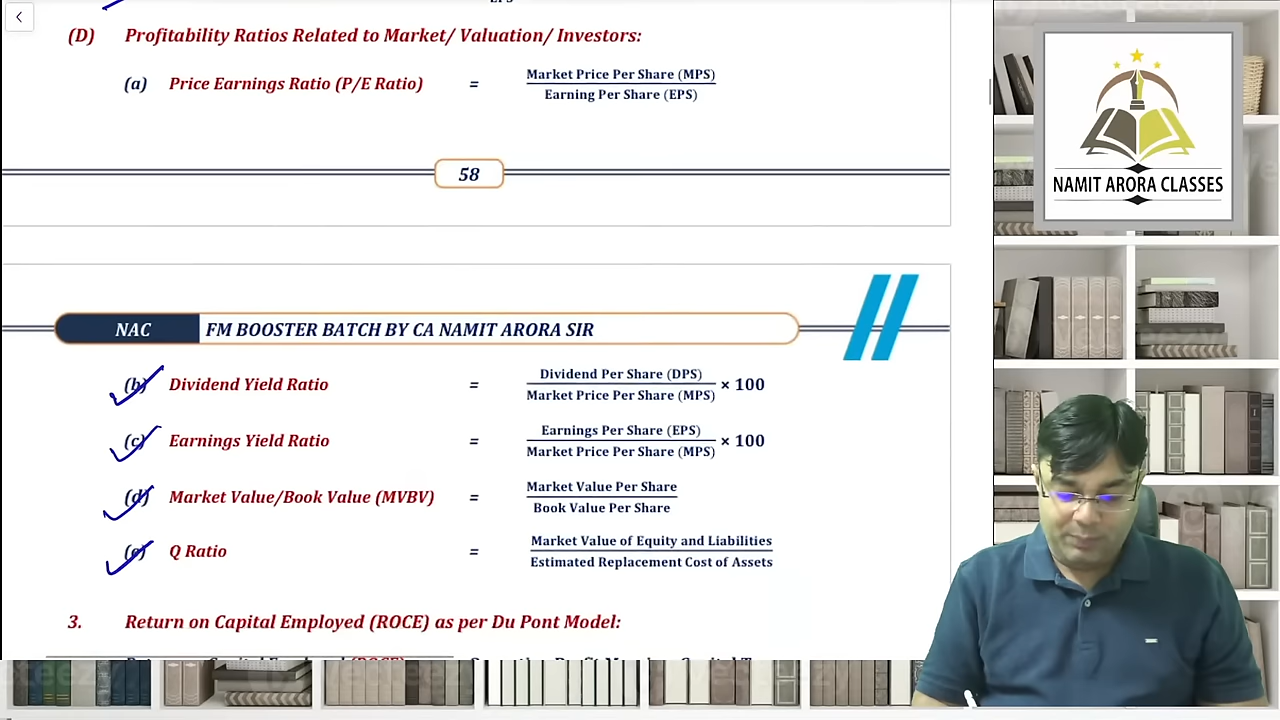 (D) Profitability Ratios Related to Market/ Valuation/ Investors:
(a) Price Earnings Ratio (P/E Ratio) = Market Price Per Share (MPS)
Earning Per Share (EPS)
58
NAC FM BOOSTER BATCH BY CA NAMIT ARORA SIR
(b) Dividend Yield Ratio = Dividend Per Share (DPS)
Market Price Per Share (MPS) × 100
(c) Earnings Yield Ratio = Earnings Per Share (EPS)
Market Price Per Share (MPS) × 100
(d) Market Value/Book Value (MVBV) = Market Value Per Share
Book Value Per Share
(e) Q Ratio = Market Value of Equity and Liabilities
Estimated Replacement Cost of Assets
3. Return on Capital Employed (ROCE) as per Du Pont Model:
NAMIT ARORA CLASSES